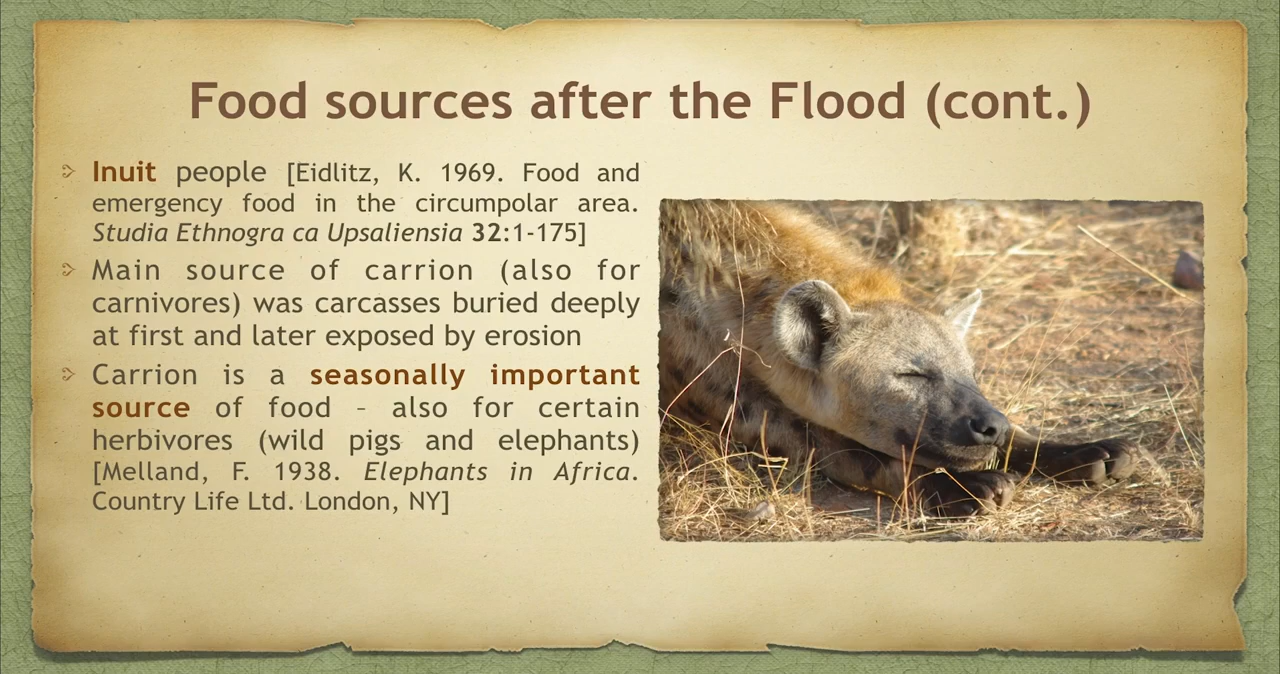 Food sources after the Flood (cont.)
Inuit people [Eidlitz, K. 1969. Food and
emergency food in the circumpolar area.
Studia Ethnogra ca Upsaliensia 32:1-175]
Main source of carrion (also for
carnivores) was carcasses buried deeply
at first and later exposed by erosion
Carrion is a seasonally important
source of food – also for certain
herbivores (wild pigs and elephants)
[Melland, F. 1938. Elephants in Africa.
Country Life Ltd. London, NY]